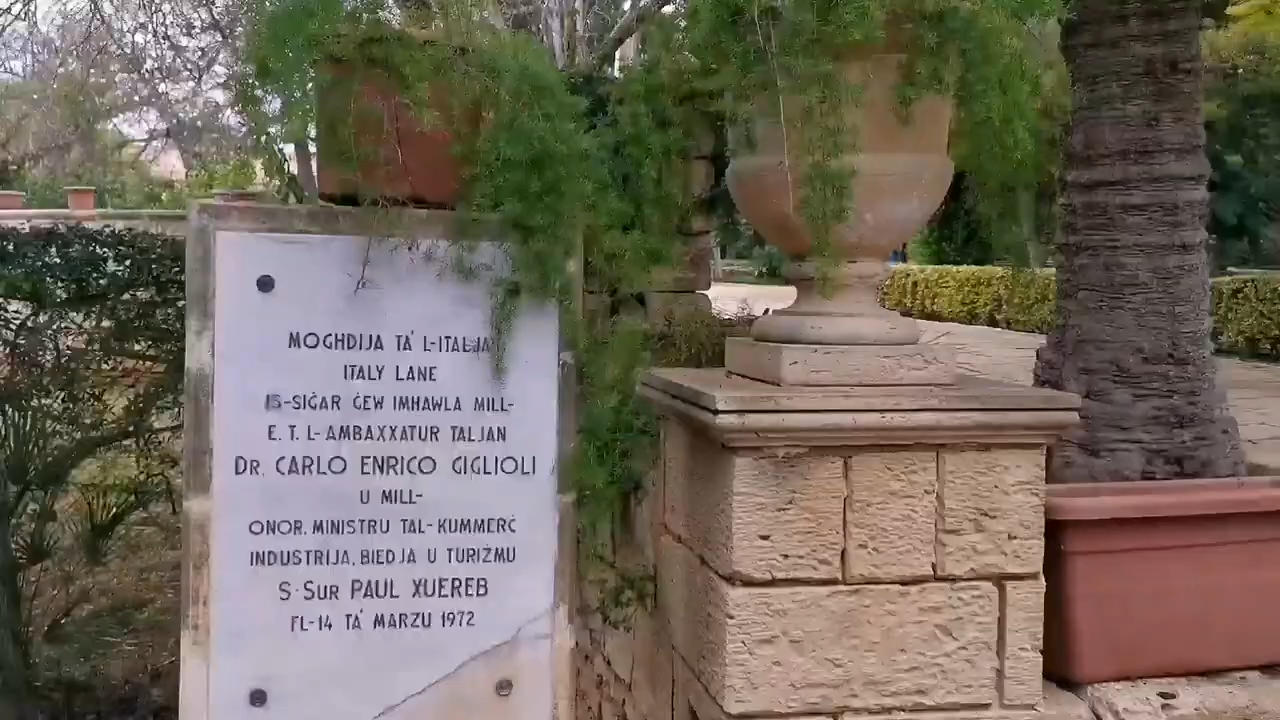 MOGHDIJA TA' L-ITALJA
ITALY LANE
IS-SIĠAR ĠEW IMHAWLA MILL-
E. T. L-AMBAXXATUR TALJAN
DR. CARLO ENRICO GIGLIOLI
U MILL-
ONOR. MINISTRU TAL-KUMMERĊ
INDUSTRIJA, BIEDJA U TURIŻMU
S·SUR PAUL XUEREB
FL-14 TA' MARZU 1972